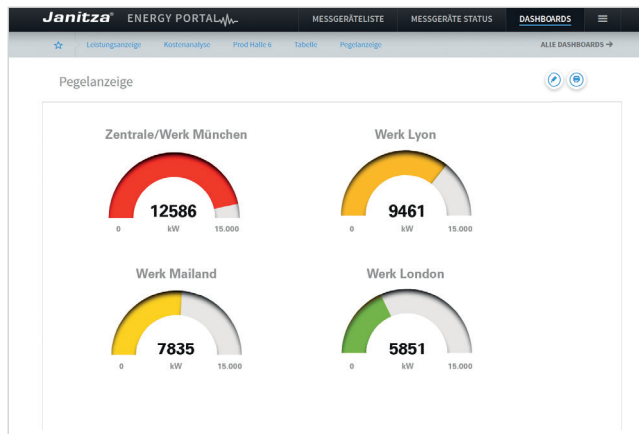 Janitza® ENERGY PORTAL MESSGERÄTELISTE MESSGERÄTE STATUS DASHBOARDS
Leistungsanzeige Kostenanalyse Prod Halle 6 Tabelle Pegelanzeige ALLE DASHBOARDS →
Pegelanzeige
Zentrale/Werk München Werk Lyon
12586 9461
0 kW 15.000 0 kW 15.000
Werk Mailand Werk London
7835 5851
0 kW 15.000 0 kW 15.000